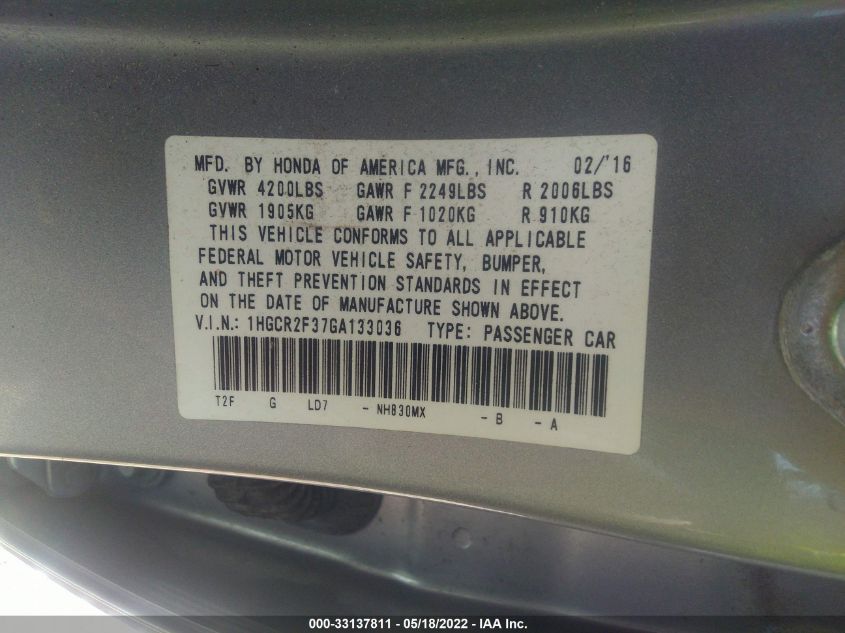 MFD. BY HONDA OF AMERICA MFG., INC. 02/'16
GVWR 4200LBS GAWR F 2249LBS R 2006LBS
GVWR 1905KG GAWR F 1020KG R 910KG
THIS VEHICLE CONFORMS TO ALL APPLICABLE
FEDERAL MOTOR VEHICLE SAFETY, BUMPER,
AND THEFT PREVENTION STANDARDS IN EFFECT
ON THE DATE OF MANUFACTURE SHOWN ABOVE.
V.I.N.: 1HGCR2F37GA133036 TYPE: PASSENGER CAR
T2F G LD7 - NH830MX - B - A
000-33137811 - 05/18/2022 - IAA